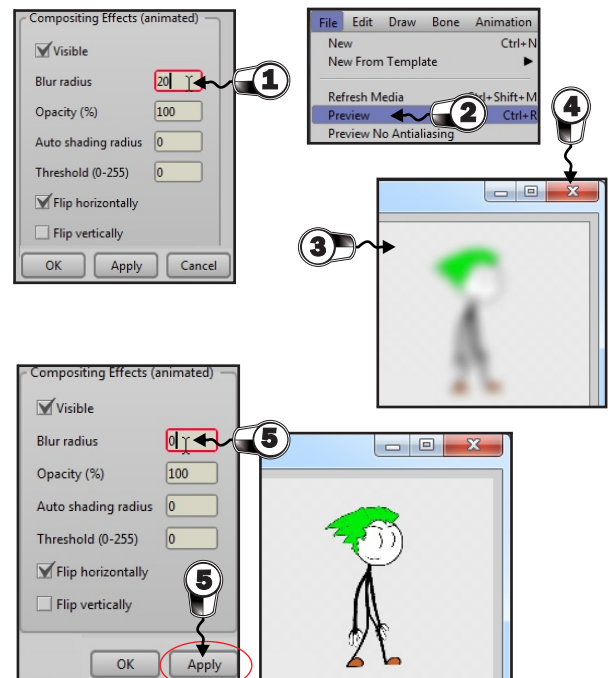 Compositing Effects (animated)
Visible
Blur radius 20
1
Opacity (%) 100
Auto shading radius 0
Threshold (0-255) 0
Flip horizontally
Flip vertically
OK Apply Cancel
File Edit Draw Bone Animation
New Ctrl+N
New From Template
Refresh Media Ctrl+Shift+M
Preview Ctrl+R
2
Preview No Antialiasing
4
3
Compositing Effects (animated)
Visible
Blur radius 0
5
Opacity (%) 100
Auto shading radius 0
Threshold (0-255) 0
Flip horizontally
5
Flip vertically
OK Apply